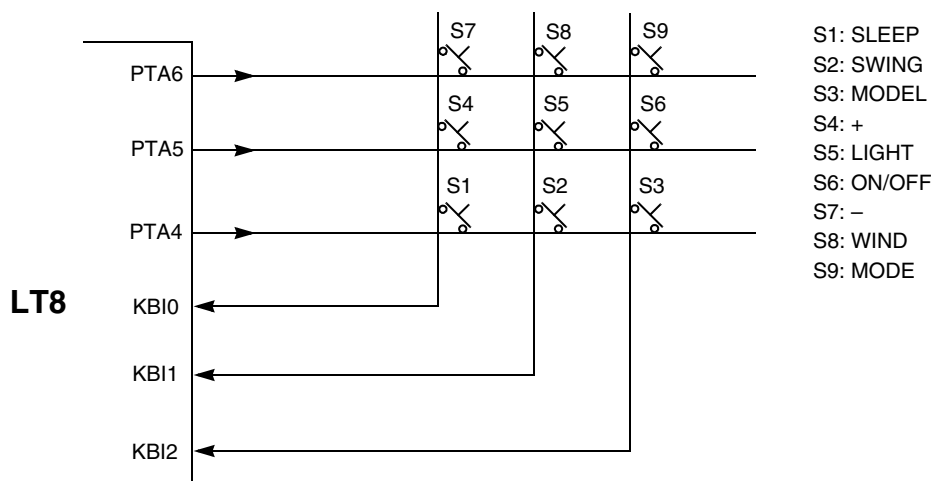 S7 S8 S9
PTA6
S4 S5 S6
PTA5
S1 S2 S3
PTA4
LT8
KBI0
KBI1
KBI2
S1: SLEEP
S2: SWING
S3: MODEL
S4: +
S5: LIGHT
S6: ON/OFF
S7: –
S8: WIND
S9: MODE